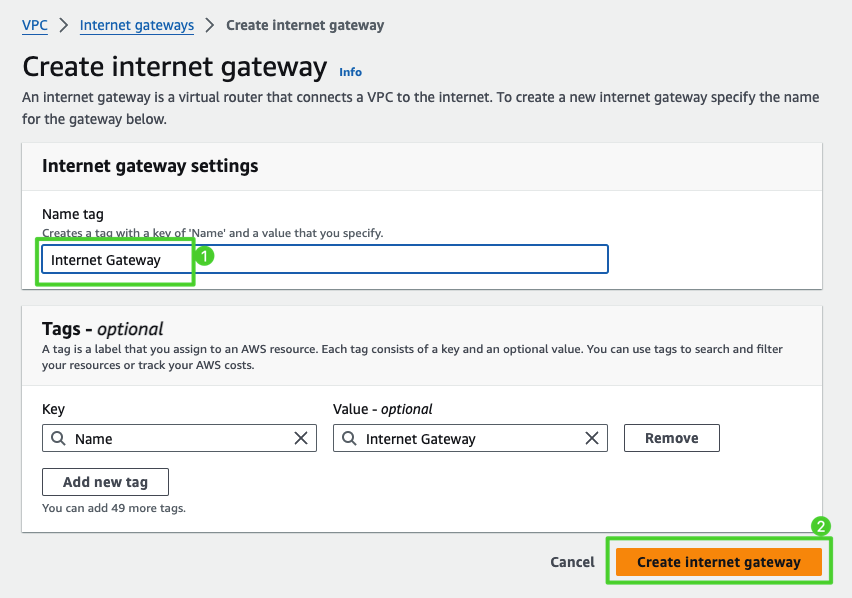 VPC > Internet gateways > Create internet gateway
Create internet gateway Info
An internet gateway is a virtual router that connects a VPC to the internet. To create a new internet gateway specify the name
for the gateway below.
Internet gateway settings
Name tag
Creates a tag with a key of 'Name' and a value that you specify.
Internet Gateway
1
Tags - optional
A tag is a label that you assign to an AWS resource. Each tag consists of a key and an optional value. You can use tags to search and filter
your resources or track your AWS costs.
Key Value - optional
Name Internet Gateway Remove
Add new tag
You can add 49 more tags.
2
Cancel Create internet gateway